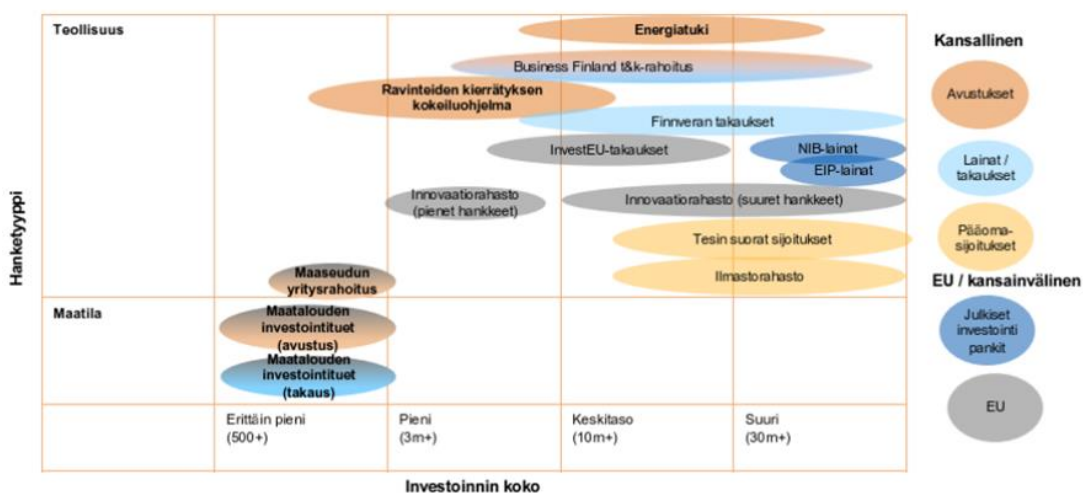 Teollisuus
Energiatuki
Business Finland t&k-rahoitus
Ravinteiden kierrätyksen
kokeiluohjelma
Finnveran takaukset
InvestEU-takaukset
NIB-lainat
EIP-lainat
Innovaatiorahasto
(pienet hankkeet)
Innovaatiorahasto (suuret hankkeet)
Tesin suorat sijoitukset
Maaseudun
yritysrahoitus
Ilmastorahasto
Maatila
Maatalouden
investointituet
(avustus)
Maatalouden
investointituet
(takaus)
Erittäin pieni
(500+)
Pieni
(3m+)
Keskitaso
(10m+)
Suuri
(30m+)
Hanketyyppi
Investoinnin koko
Kansallinen
Avustukset
Lainat /
takaukset
Pääoma-
sijoitukset
EU / kansainvälinen
Julkiset
investointi
pankit
EU